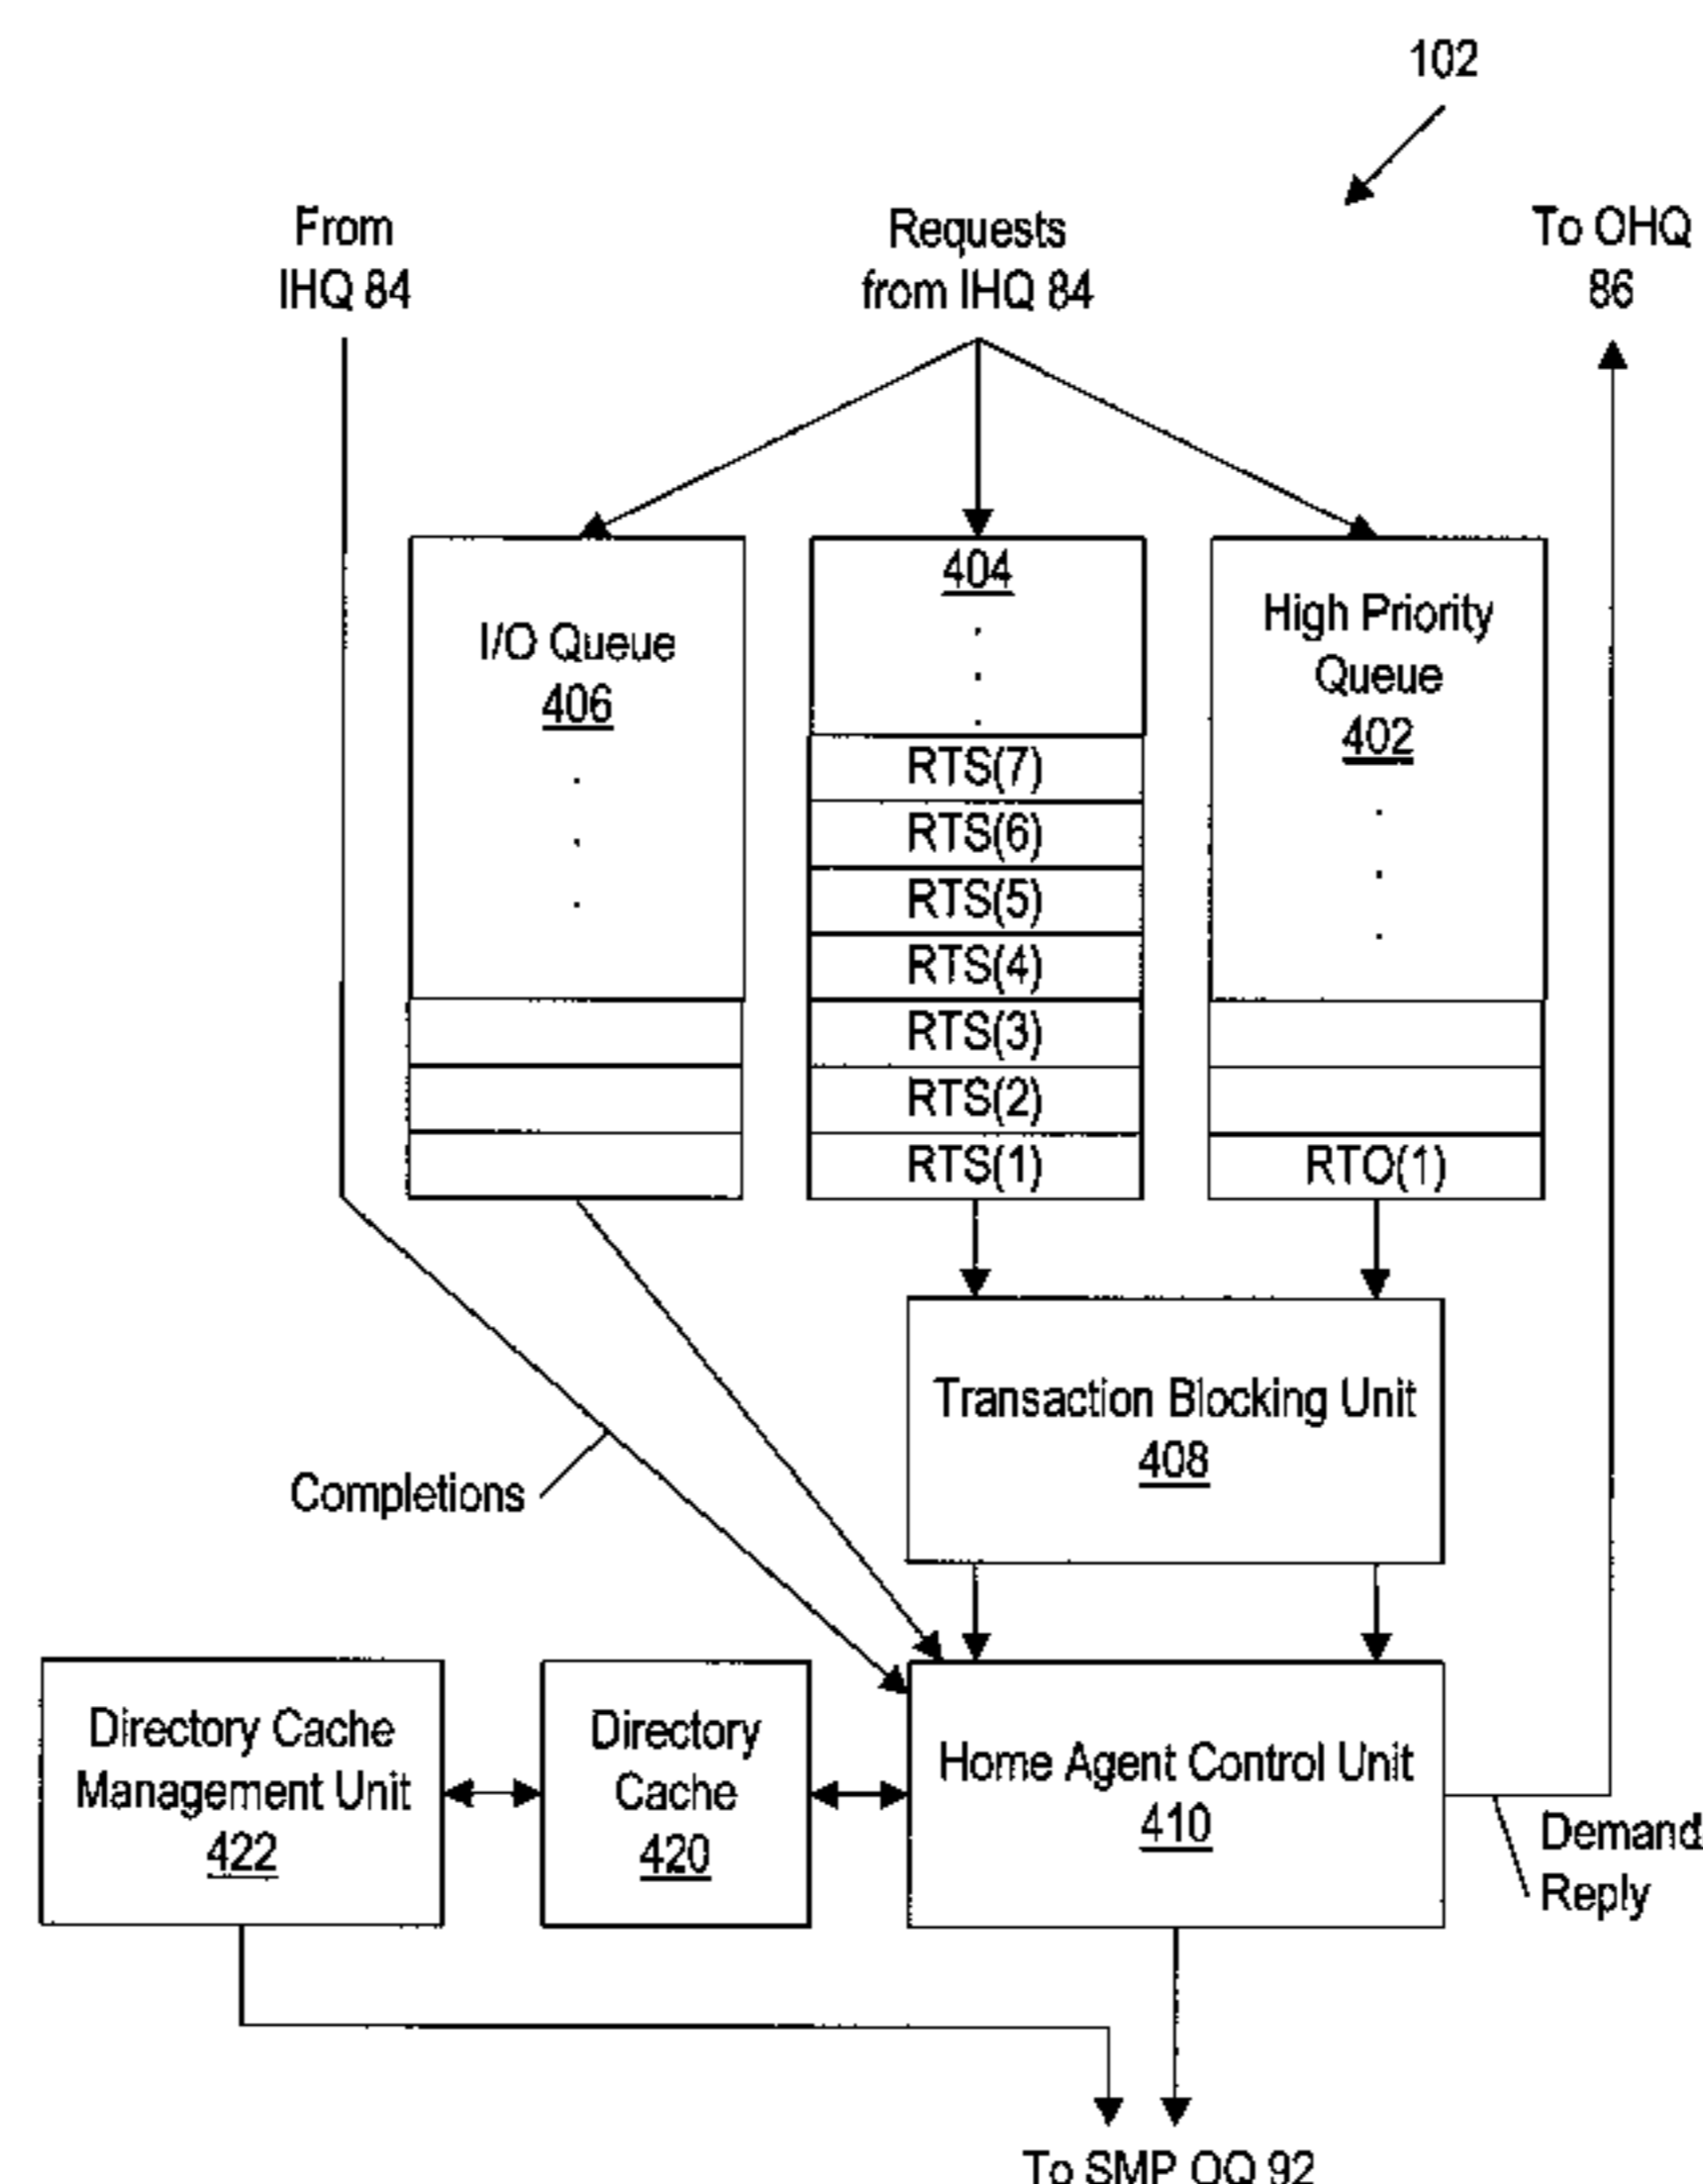 102
From
IHQ 84
Requests
from IHQ 84
To OHQ
86
I/O Queue
406
404
High Priority
Queue
402
RTS(7)
RTS(6)
RTS(5)
RTS(4)
RTS(3)
RTS(2)
RTS(1)
RTO(1)
Transaction Blocking Unit
408
Completions
Directory Cache
Management Unit
422
Directory
Cache
420
Home Agent Control Unit
410
Demand
Reply
To SMP OQ 92